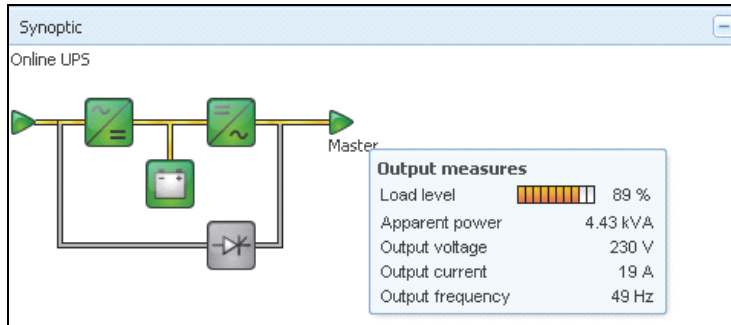 Synoptic
Online UPS
Master
Output measures
Load level 89 %
Apparent power 4.43 kVA
Output voltage 230 V
Output current 19 A
Output frequency 49 Hz